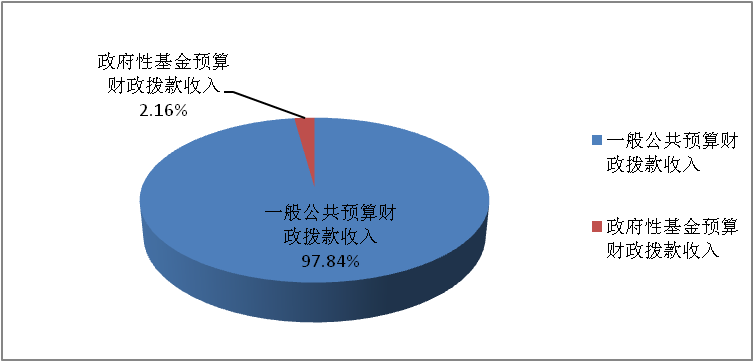 政府性基金预算
财政拨款收入
2.16%
一般公共预算财
政拨款收入
97.84%
一般公共预算财
政拨款收入
政府性基金预算
财政拨款收入